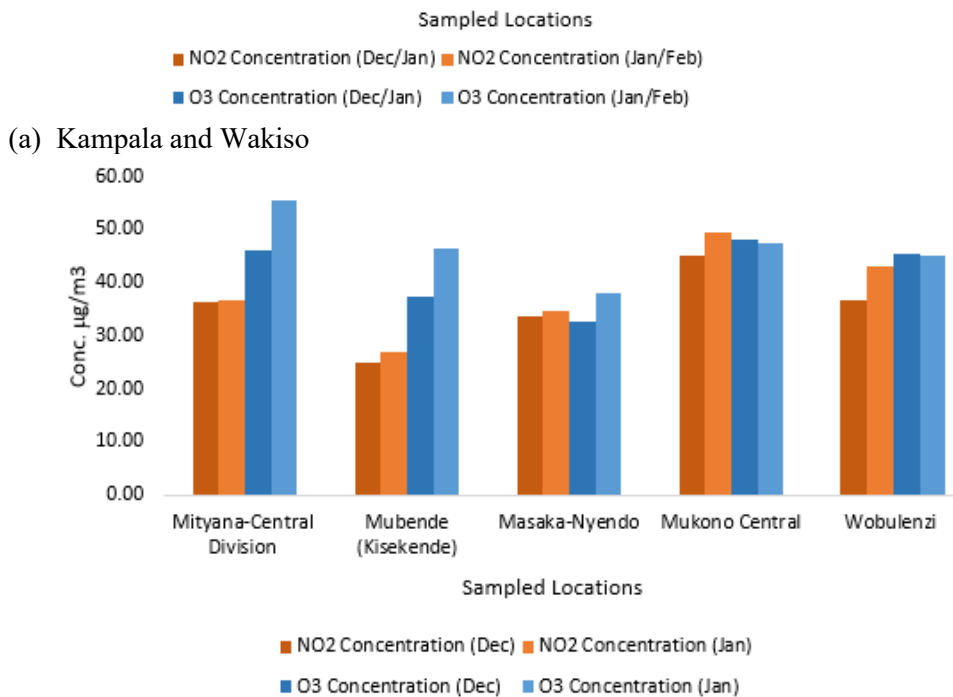 Sampled Locations
NO2 Concentration (Dec/Jan) NO2 Concentration (Jan/Feb)
O3 Concentration (Dec/Jan) O3 Concentration (Jan/Feb)
(a) Kampala and Wakiso
60.00
50.00
40.00
30.00
20.00
10.00
0.00
Conc. µg/m3
Mityana-Central Division
Mubende (Kisekende)
Masaka-Nyendo
Mukono Central
Wobulenzi
Sampled Locations
NO2 Concentration (Dec) NO2 Concentration (Jan)
O3 Concentration (Dec) O3 Concentration (Jan)